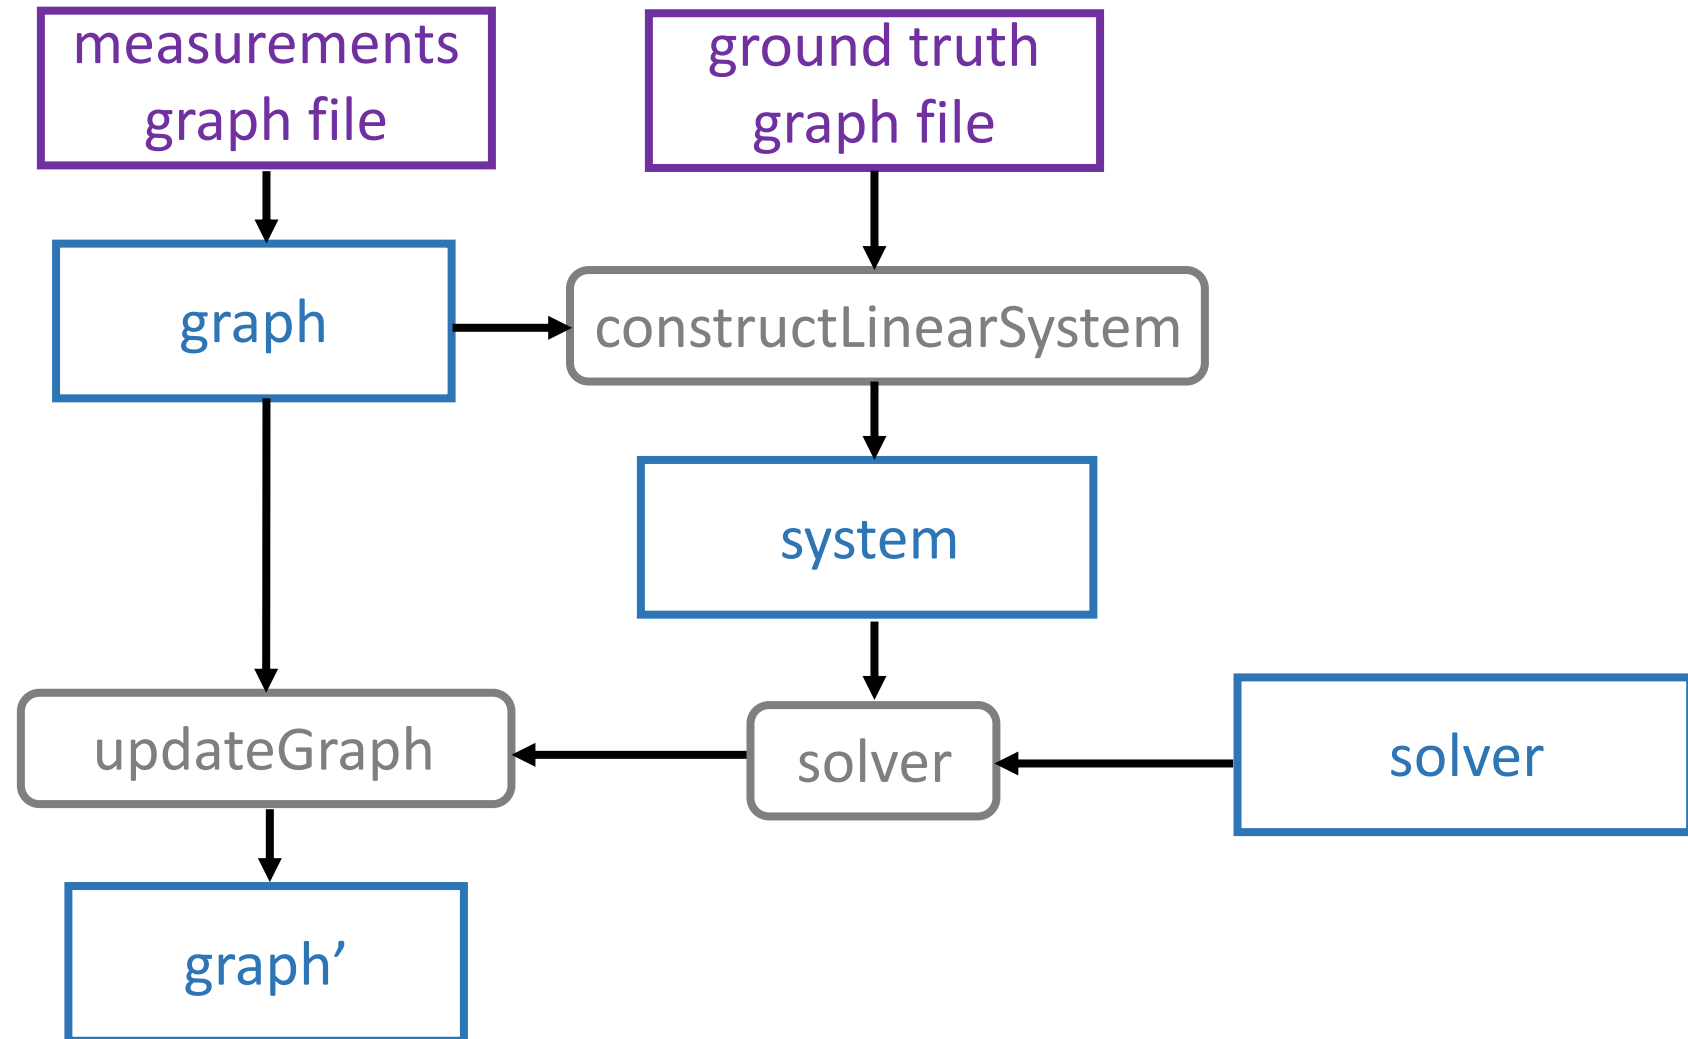 measurements
graph file
ground truth
graph file
graph
constructLinearSystem
system
updateGraph
solver
solver
graph’